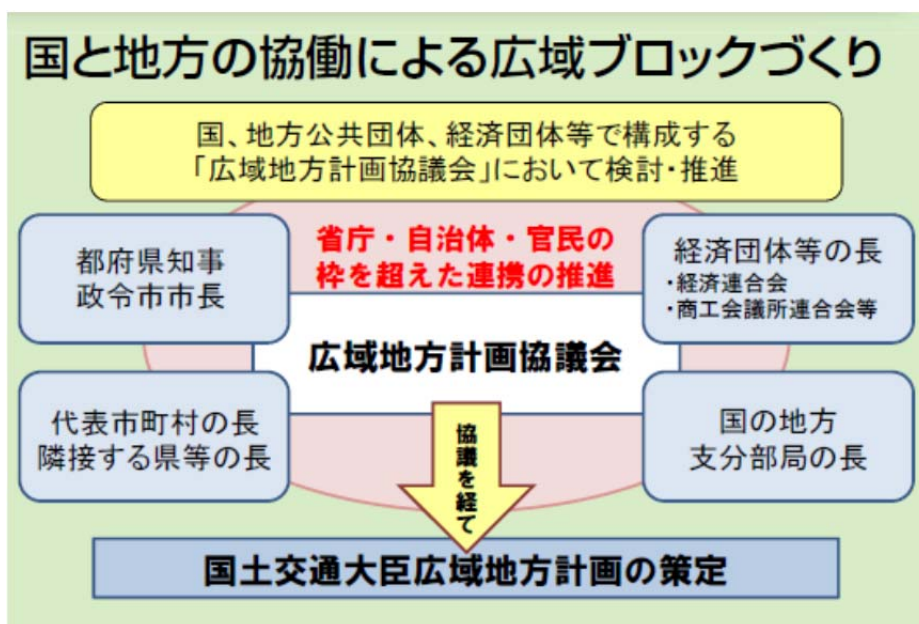 国と地方の協働による広域ブロックづくり
国、地方公共団体、経済団体等で構成する
「広域地方計画協議会」において検討・推進
省庁・自治体・官民の
枠を超えた連携の推進
都府県知事
政令市市長
経済団体等の長
・経済連合会
・商工会議所連合会等
広域地方計画協議会
代表市町村の長
隣接する県等の長
国の地方
支分部局の長
協議を経て
国土交通大臣広域地方計画の策定